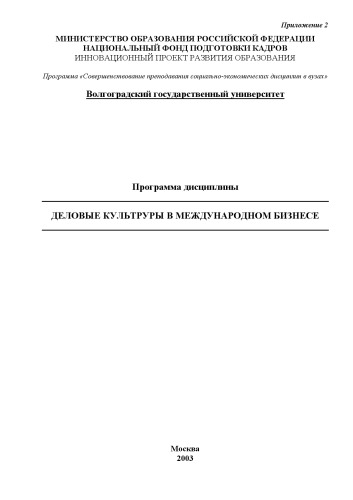 Приложение 2
МИНИСТЕРСТВО ОБРАЗОВАНИЯ РОССИЙСКОЙ ФЕДЕРАЦИИ
НАЦИОНАЛЬНЫЙ ФОНД ПОДГОТОВКИ КАДРОВ
ИННОВАЦИОННЫЙ ПРОЕКТ РАЗВИТИЯ ОБРАЗОВАНИЯ
Программа «Совершенствование преподавания социально-экономических дисциплин в вузах»
Волгоградский государственный университет
Программа дисциплины
ДЕЛОВЫЕ КУЛЬТРУРЫ В МЕЖДУНАРОДНОМ БИЗНЕСЕ
Москва
2003